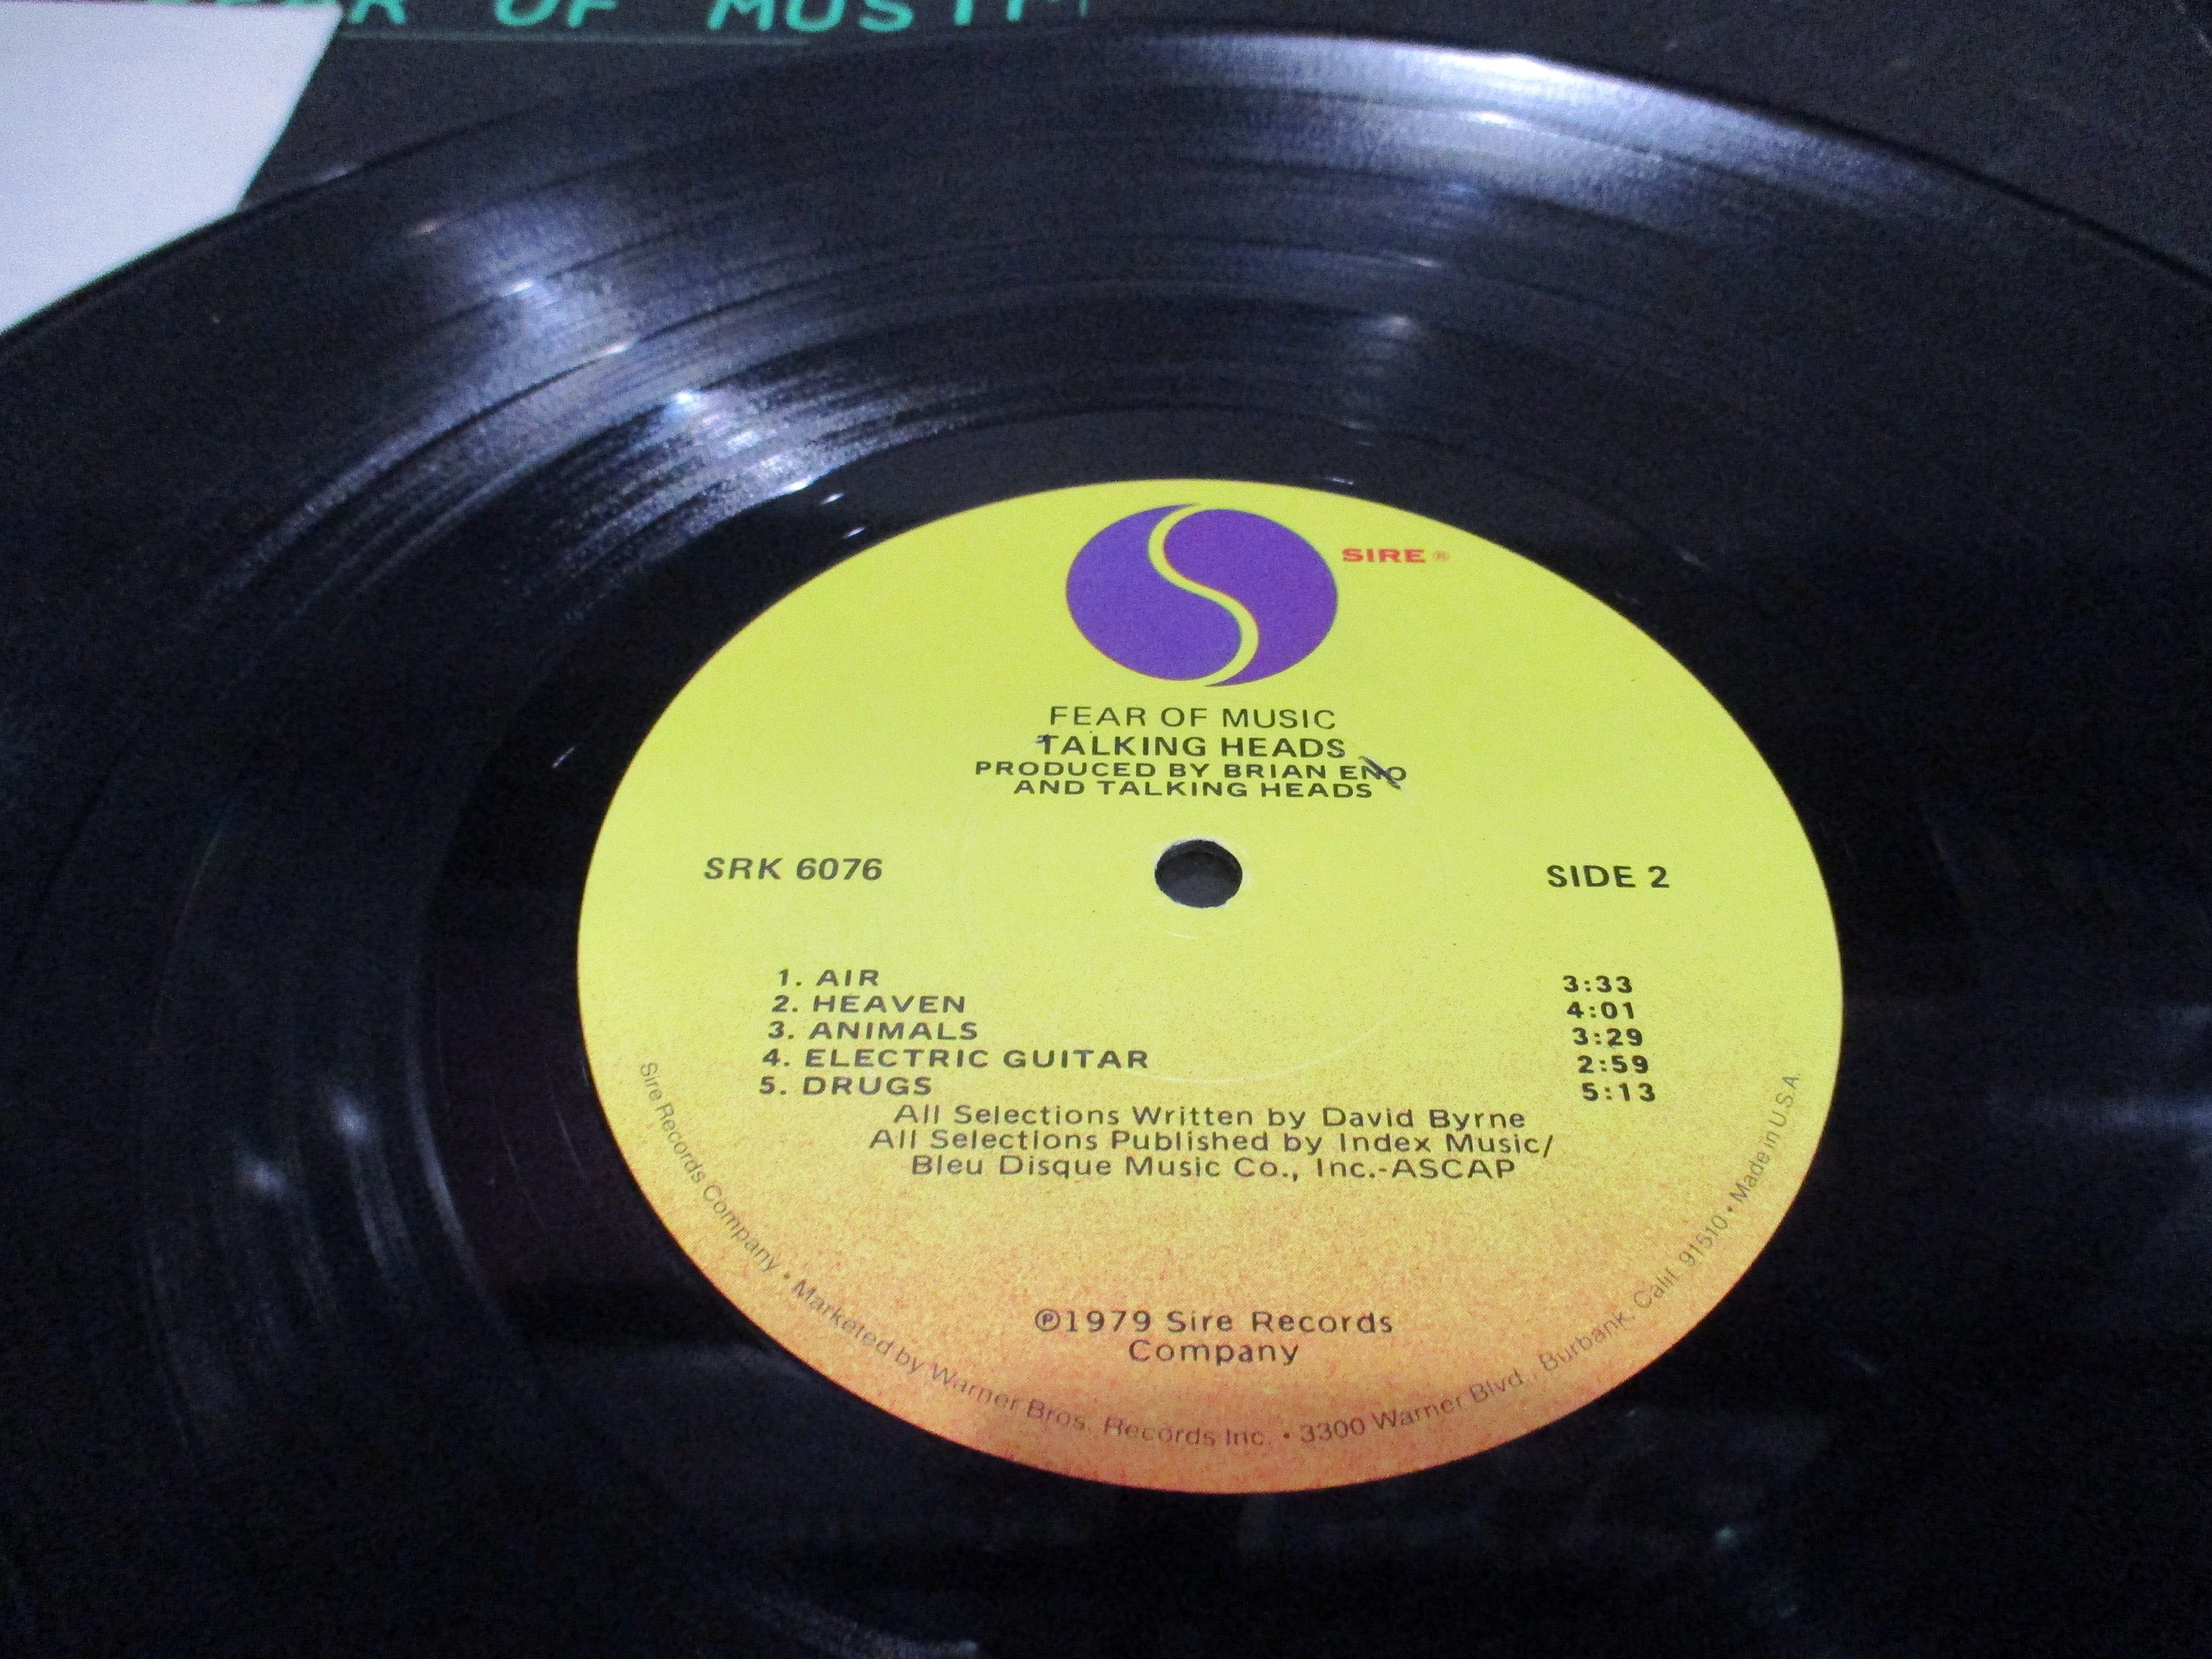 OF MUSI
SIRE ®
FEAR OF MUSIC
TALKING HEADS
PRODUCED BY BRIAN ENO
AND TALKING HEADS
SRK 6076
SIDE 2
1. AIR 3:33
2. HEAVEN 4:01
3. ANIMALS 3:29
4. ELECTRIC GUITAR 2:59
5. DRUGS 5:13
All Selections Written by David Byrne
All Selections Published by Index Music/
Bleu Disque Music Co., Inc.-ASCAP
℗1979 Sire Records
Company
Sire Records Company • Marketed by Warner Bros. Records Inc. • 3300 Warner Blvd., Burbank, Calif. 91510 • Made in U.S.A.